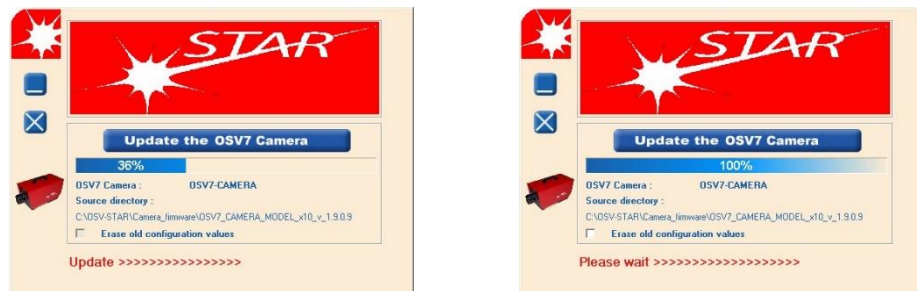 STAR
Update the OSV7 Camera
36%
OSV7 Camera : OSV7-CAMERA
Source directory :
C:\OSV-STAR\Camera_firmware\OSV7_CAMERA_MODEL_x10_v_1.9.0.9
Erase old configuration values
Update >>>>>>>>>>>>>>>>
STAR
Update the OSV7 Camera
100%
OSV7 Camera : OSV7-CAMERA
Source directory :
C:\OSV-STAR\Camera_firmware\OSV7_CAMERA_MODEL_x10_v_1.9.0.9
Erase old configuration values
Please wait >>>>>>>>>>>>>>>>>>>